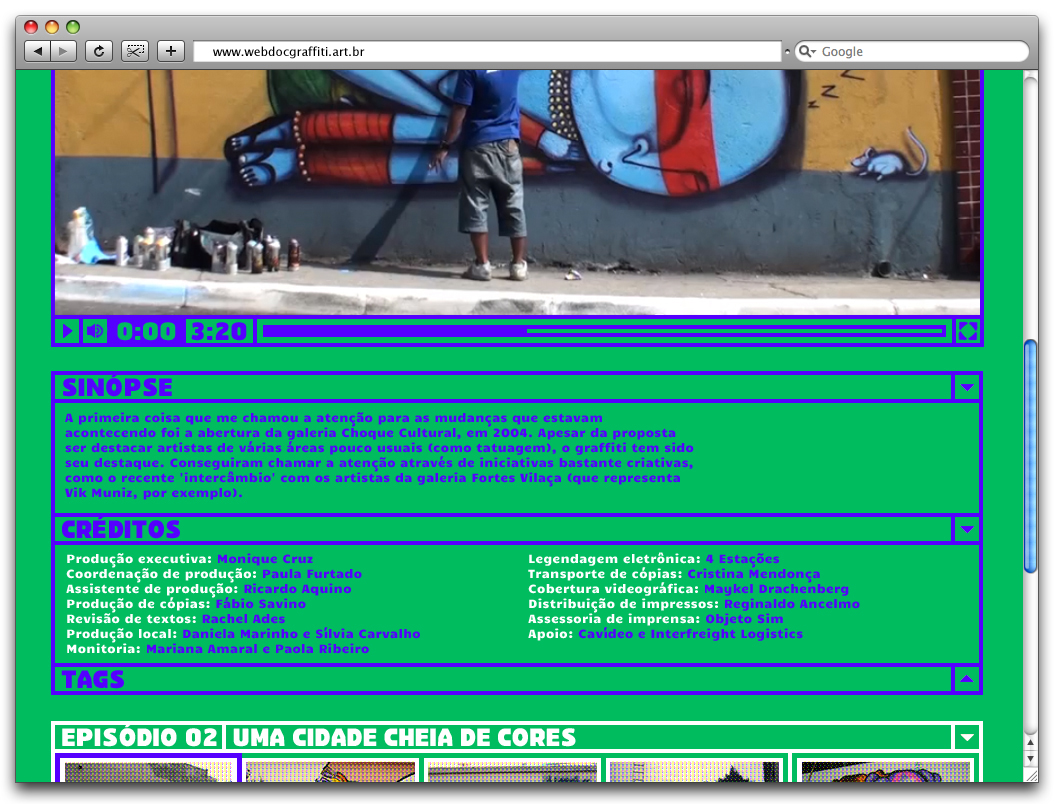 www.webdocgraffiti.art.br
Google
Z
Z
Z
0:00 3:20
SINÓPSE
A primeira coisa que me chamou a atenção para as mudanças que estavam
acontecendo foi a abertura da galeria Choque Cultural, em 2004. Apesar da proposta
ser destacar artistas de várias áreas pouco usuais (como tatuagem), o graffiti tem sido
seu destaque. Conseguiram chamar a atenção através de iniciativas bastante criativas,
como o recente 'intercâmbio' com os artistas da galeria Fortes Vilaça (que representa
Vik Muniz, por exemplo).
CRÉDITOS
Produção executiva: Monique Cruz
Coordenação de produção: Paula Furtado
Assistente de produção: Ricardo Aquino
Produção de cópias: Fábio Savino
Revisão de textos: Rachel Ades
Produção local: Daniela Marinho e Sílvia Carvalho
Monitoria: Mariana Amaral e Paola Ribeiro
Legendagem eletrônica: 4 Estações
Transporte de cópias: Cristina Mendonça
Cobertura videográfica: Maykel Drachenberg
Distribuição de impressos: Reginaldo Ancelmo
Assessoria de imprensa: Objeto Sim
Apoio: Cavídeo e Interfreight Logistics
TAGS
EPISÓDIO 02 UMA CIDADE CHEIA DE CORES